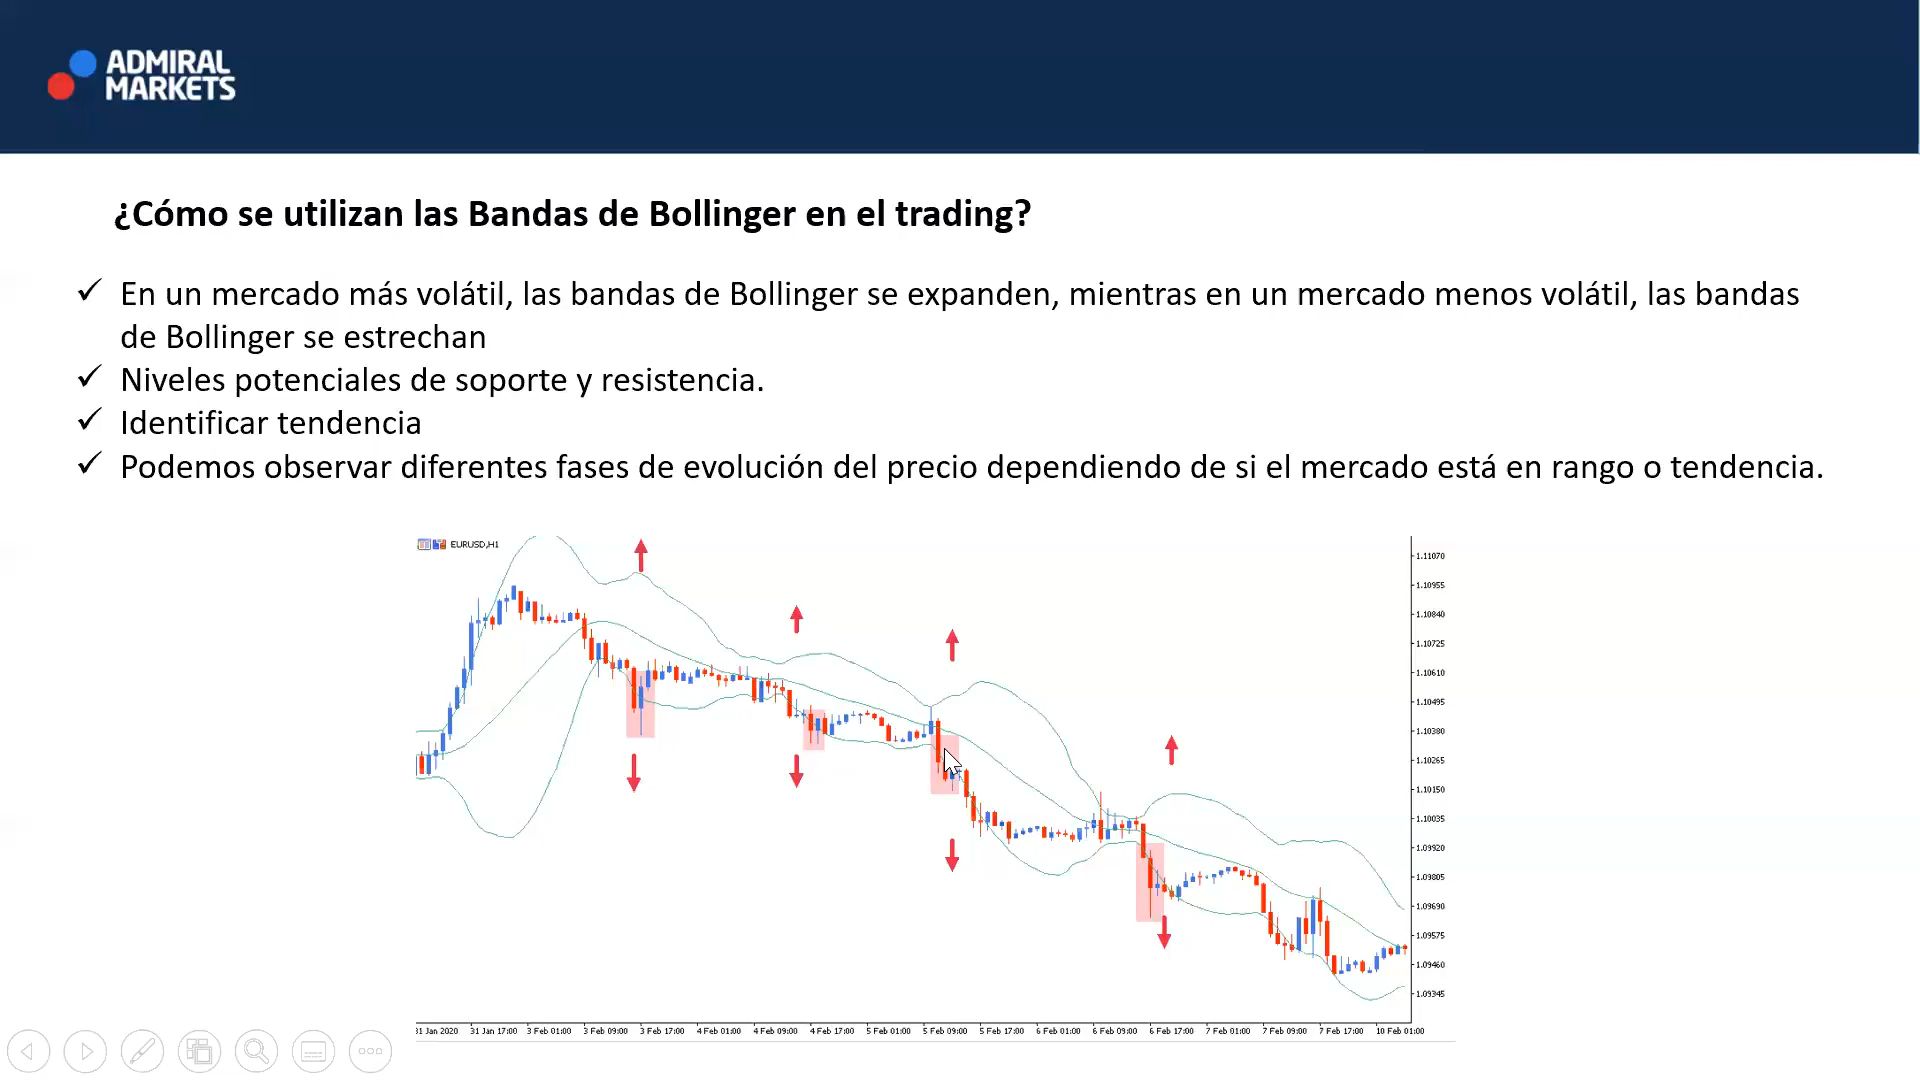 ADMIRAL
MARKETS
¿Cómo se utilizan las Bandas de Bollinger en el trading?
✓ En un mercado más volátil, las bandas de Bollinger se expanden, mientras en un mercado menos volátil, las bandas
de Bollinger se estrechan
✓ Niveles potenciales de soporte y resistencia.
✓ Identificar tendencia
✓ Podemos observar diferentes fases de evolución del precio dependiendo de si el mercado está en rango o tendencia.
EURUSD,H1
1.11070
1.10955
1.10840
1.10725
1.10610
1.10495
1.10380
1.10265
1.10150
1.10035
1.09920
1.09805
1.09690
1.09575
1.09460
1.09345
31 Jan 2020 31 Jan 17:00 3 Feb 01:00 3 Feb 09:00 3 Feb 17:00 4 Feb 01:00 4 Feb 09:00 4 Feb 17:00 5 Feb 01:00 5 Feb 09:00 5 Feb 17:00 6 Feb 01:00 6 Feb 09:00 6 Feb 17:00 7 Feb 01:00 7 Feb 09:00 7 Feb 17:00 10 Feb 01:00